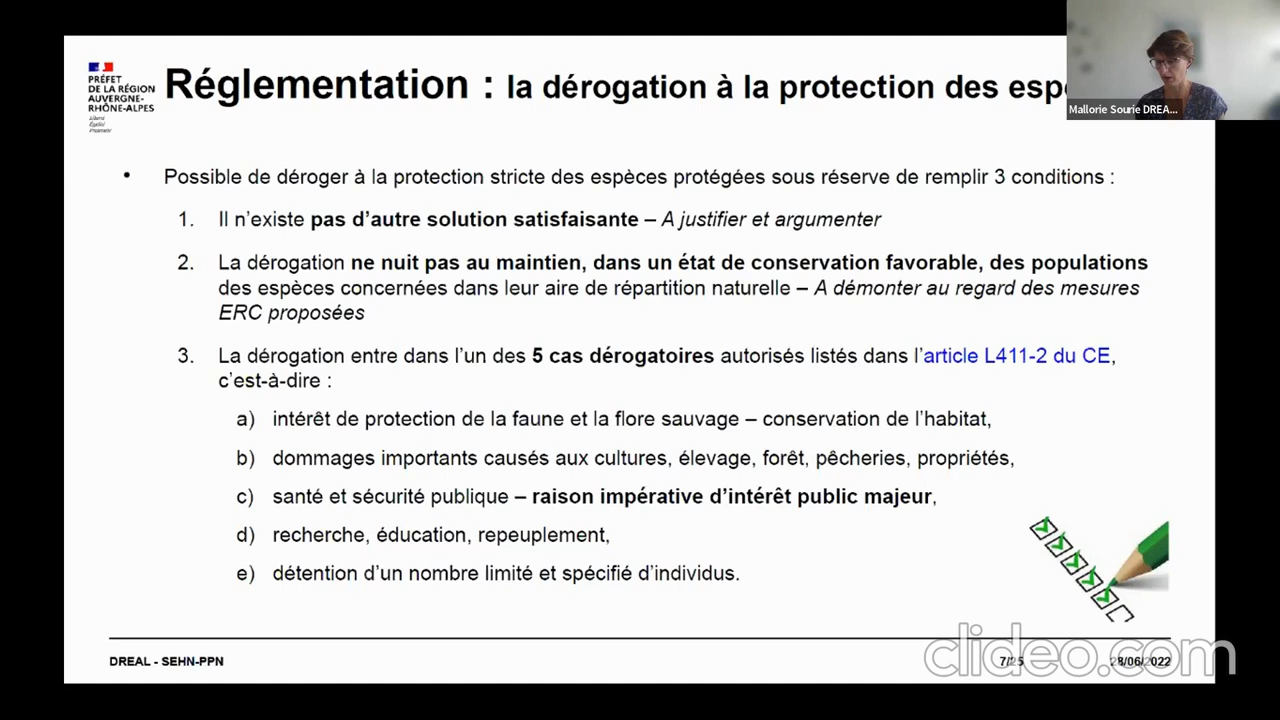 PRÉFET
DE LA RÉGION
AUVERGNE-
RHÔNE-ALPES
Liberté
Égalité
Fraternité
Réglementation : la dérogation à la protection des
Mallorie Sourie DREA...
• Possible de déroger à la protection stricte des espèces protégées sous réserve de remplir 3 conditions :
1. Il n'existe pas d'autre solution satisfaisante – A justifier et argumenter
2. La dérogation ne nuit pas au maintien, dans un état de conservation favorable, des populations
des espèces concernées dans leur aire de répartition naturelle – A démonter au regard des mesures
ERC proposées
3. La dérogation entre dans l'un des 5 cas dérogatoires autorisés listés dans l'article L411-2 du CE,
c'est-à-dire :
a) intérêt de protection de la faune et la flore sauvage – conservation de l'habitat,
b) dommages importants causés aux cultures, élevage, forêt, pêcheries, propriétés,
c) santé et sécurité publique – raison impérative d'intérêt public majeur,
d) recherche, éducation, repeuplement,
e) détention d'un nombre limité et spécifié d'individus.
DREAL - SEHN-PPN
7/25
28/06/2022
clideo.com